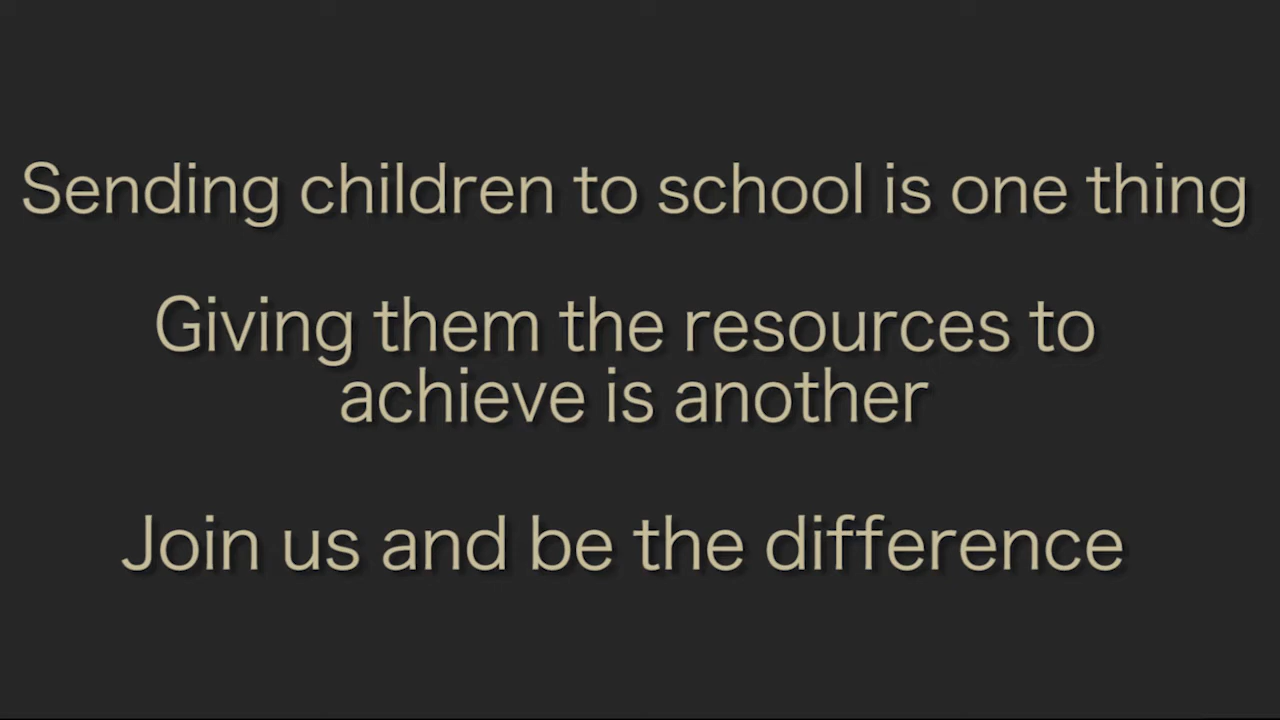 Sending children to school is one thing
Giving them the resources to
achieve is another
Join us and be the difference